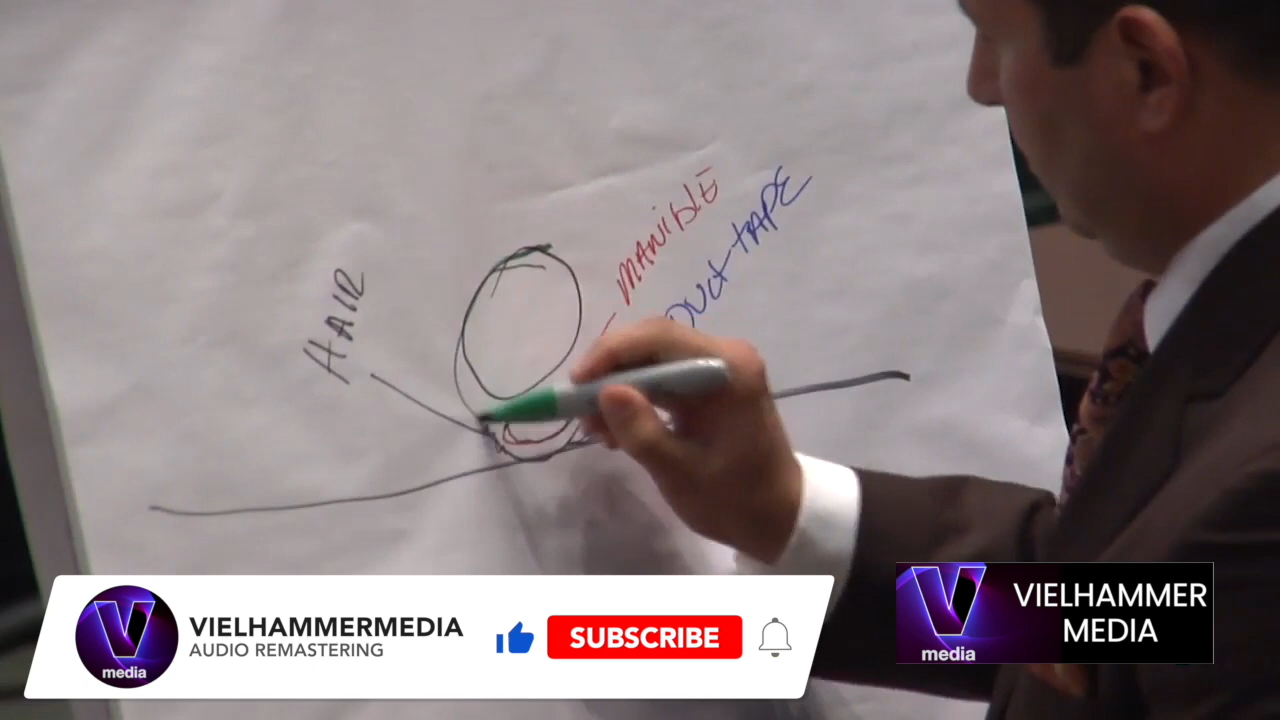 HAIR
MANIBLE
DUCT TAPE
VIELHAMMERMEDIA
AUDIO REMASTERING
media
SUBSCRIBE
VIELHAMMER
MEDIA
media